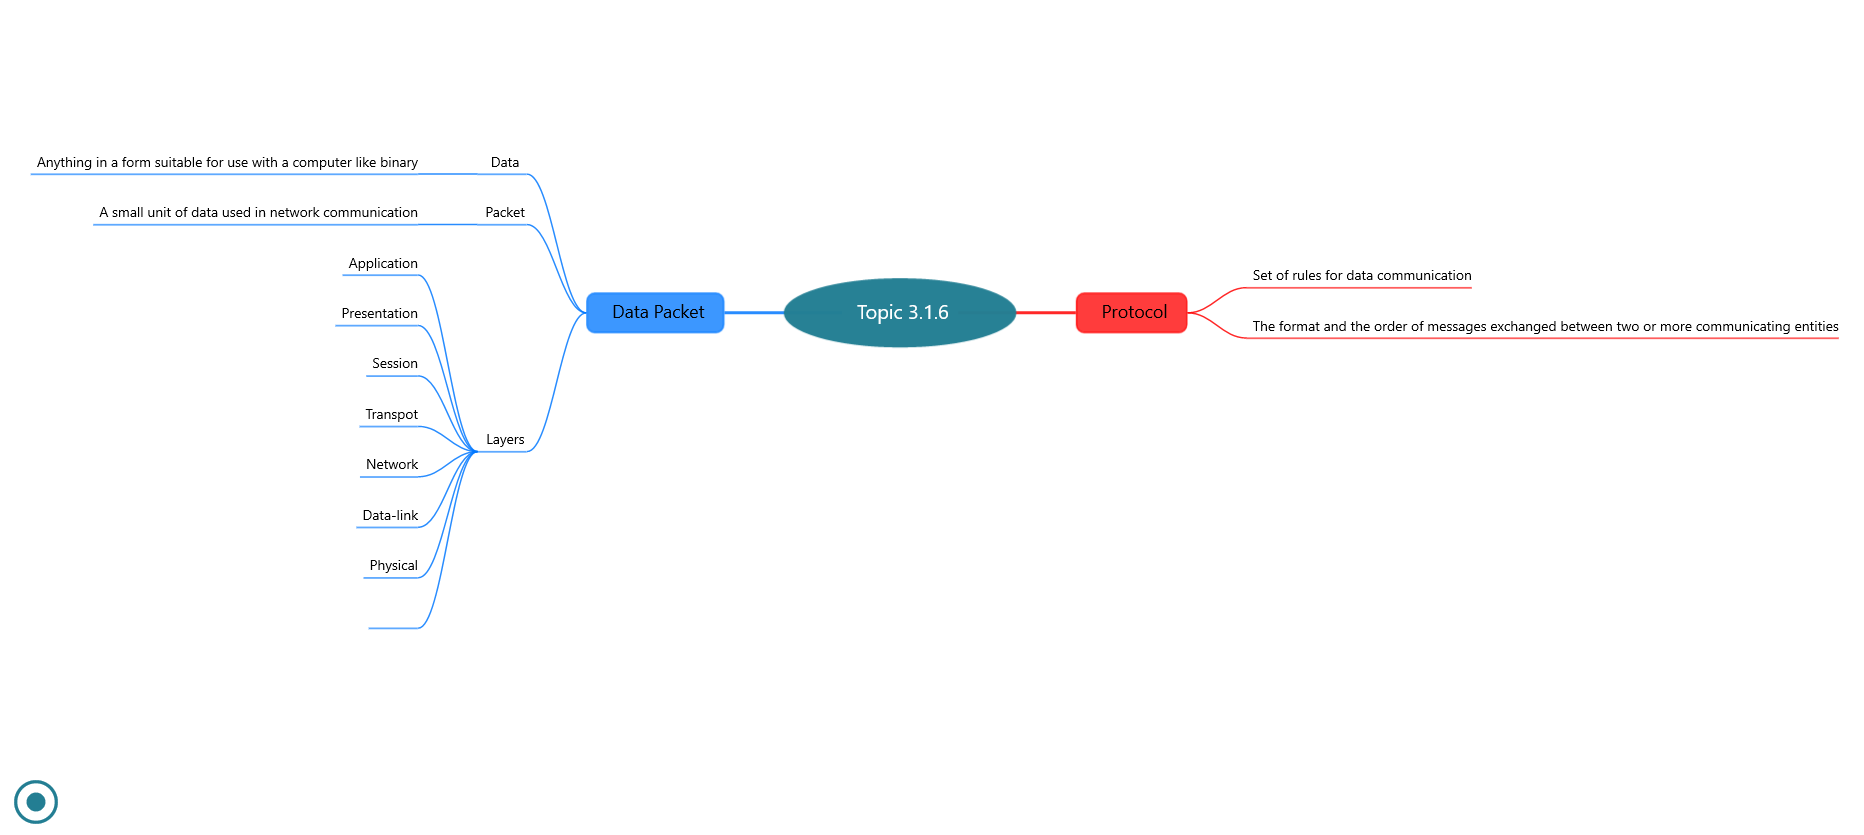 Topic 3.1.6
Data Packet
Data
Anything in a form suitable for use with a computer like binary
Packet
A small unit of data used in network communication
Layers
Application
Presentation
Session
Transpot
Network
Data-link
Physical
Protocol
Set of rules for data communication
The format and the order of messages exchanged between two or more communicating entities